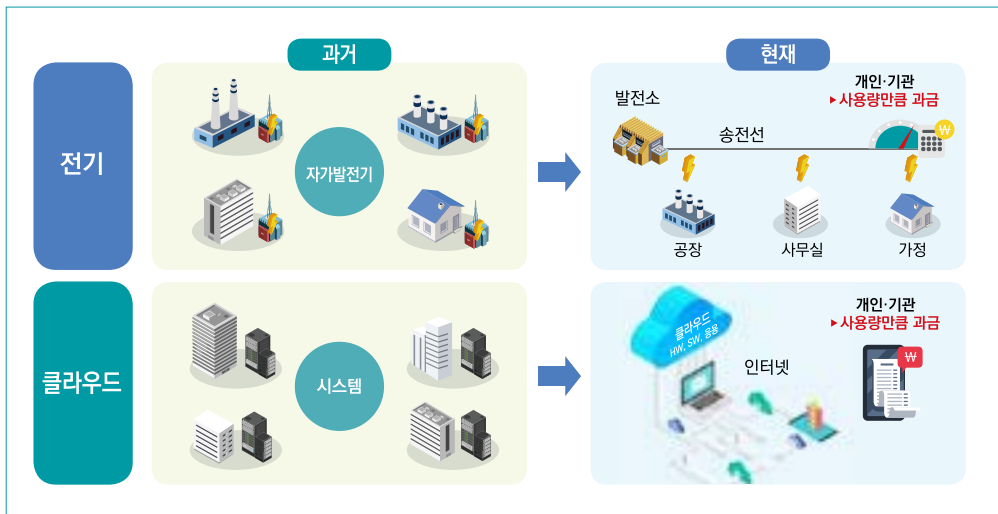 과거
현재
전기
자가발전기
발전소
송전선
개인·기관
▸사용량만큼 과금
₩
공장
사무실
가정
클라우드
시스템
클라우드
HW, SW, 응용
인터넷
개인·기관
▸사용량만큼 과금
₩